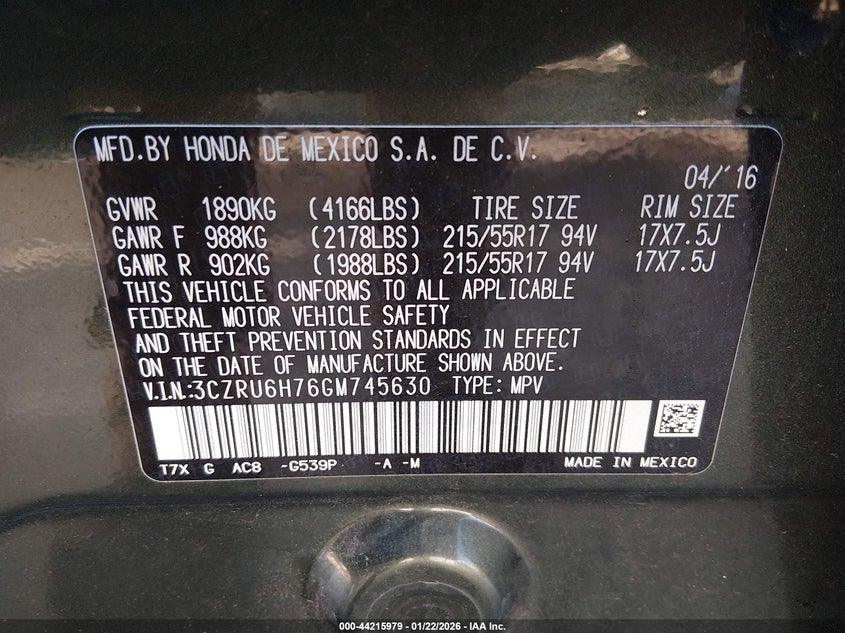 MFD.BY HONDA DE MEXICO S.A. DE C.V.
04/'16
GVWR 1890KG (4166LBS) TIRE SIZE RIM SIZE
GAWR F 988KG (2178LBS) 215/55R17 94V 17X7.5J
GAWR R 902KG (1988LBS) 215/55R17 94V 17X7.5J
THIS VEHICLE CONFORMS TO ALL APPLICABLE
FEDERAL MOTOR VEHICLE SAFETY
AND THEFT PREVENTION STANDARDS IN EFFECT
ON THE DATE OF MANUFACTURE SHOWN ABOVE.
V.I.N.:3CZRU6H76GM745630 TYPE: MPV
T7X G AC8 -G539P -A -M MADE IN MEXICO
000-44215979 - 01/22/2026 - IAA Inc.